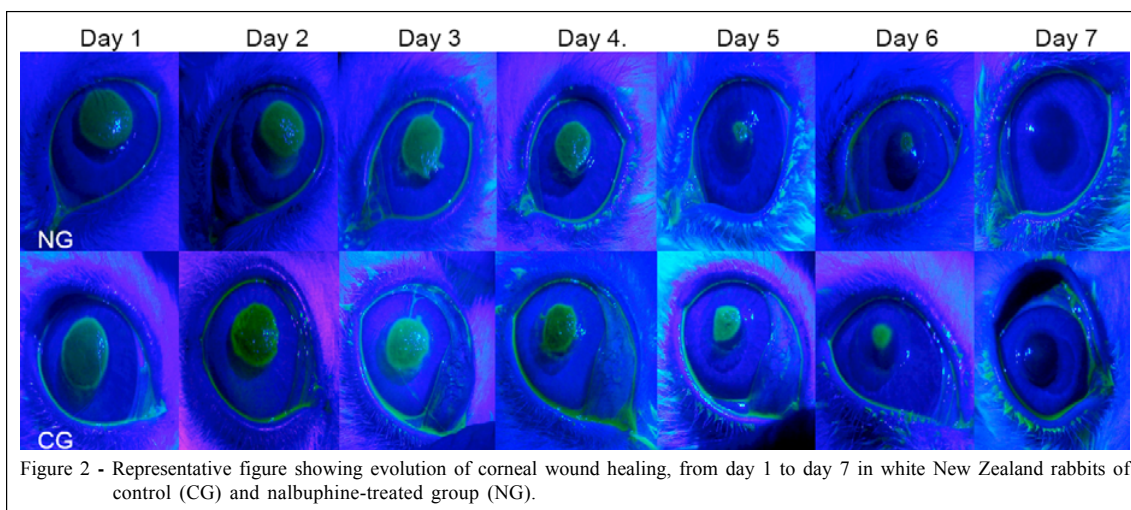 Day 1 Day 2 Day 3 Day 4. Day 5 Day 6 Day 7
NG
CG
Figure 2 - Representative figure showing evolution of corneal wound healing, from day 1 to day 7 in white New Zealand rabbits of
control (CG) and nalbuphine-treated group (NG).